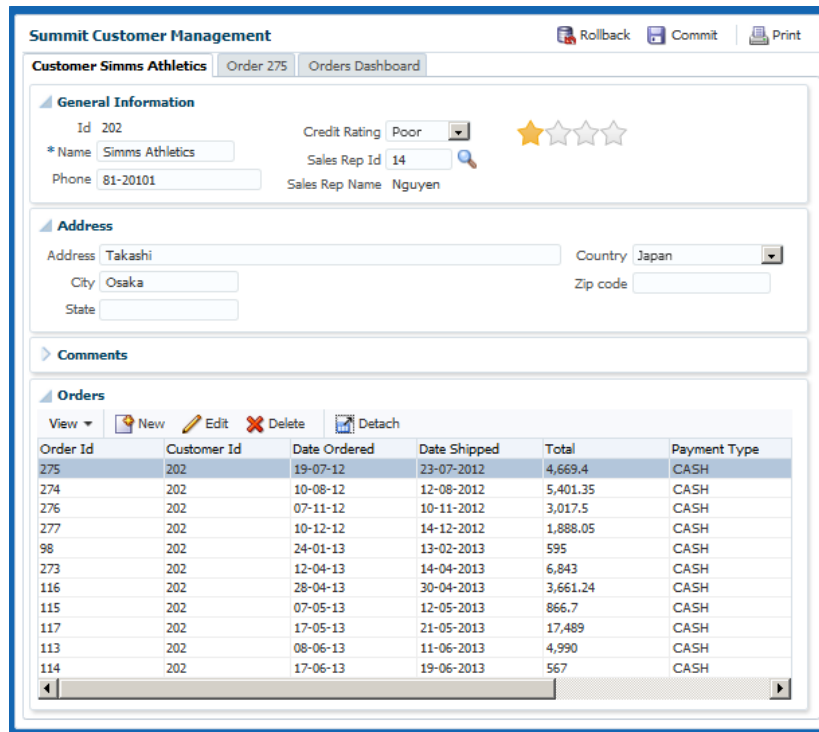 Summit Customer Management Rollback Commit Print
Customer Simms Athletics Order 275 Orders Dashboard
General Information
Id 202
* Name Simms Athletics
Phone 81-20101
Credit Rating Poor
Sales Rep Id 14
Sales Rep Name Nguyen
Address
Address Takashi Country Japan
City Osaka Zip code
State
Comments
Orders
View New Edit Delete Detach
Order Id Customer Id Date Ordered Date Shipped Total Payment Type
275 202 19-07-12 23-07-2012 4,669.4 CASH
274 202 10-08-12 12-08-2012 5,401.35 CASH
276 202 07-11-12 10-11-2012 3,017.5 CASH
277 202 10-12-12 14-12-2012 1,888.05 CASH
98 202 24-01-13 13-02-2013 595 CASH
273 202 12-04-13 14-04-2013 6,843 CASH
116 202 28-04-13 30-04-2013 3,661.24 CASH
115 202 07-05-13 12-05-2013 866.7 CASH
117 202 17-05-13 21-05-2013 17,489 CASH
113 202 08-06-13 11-06-2013 4,990 CASH
114 202 17-06-13 19-06-2013 567 CASH